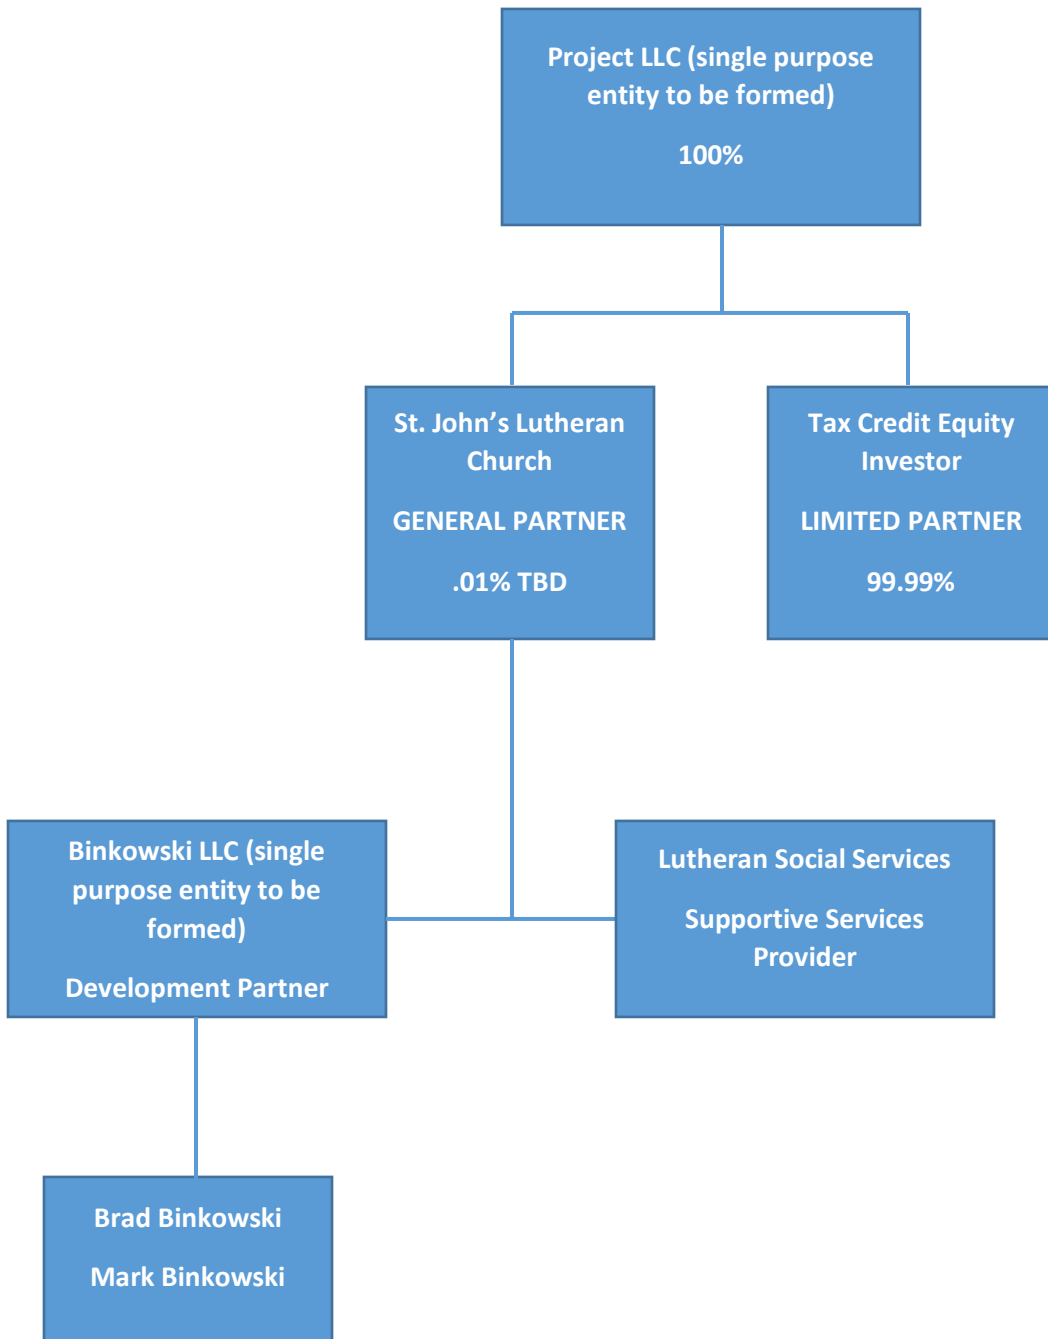 Project LLC (single purpose
entity to be formed)
100%
St. John’s Lutheran
Church
GENERAL PARTNER
.01% TBD
Tax Credit Equity
Investor
LIMITED PARTNER
99.99%
Binkowski LLC (single
purpose entity to be
formed)
Development Partner
Lutheran Social Services
Supportive Services
Provider
Brad Binkowski
Mark Binkowski